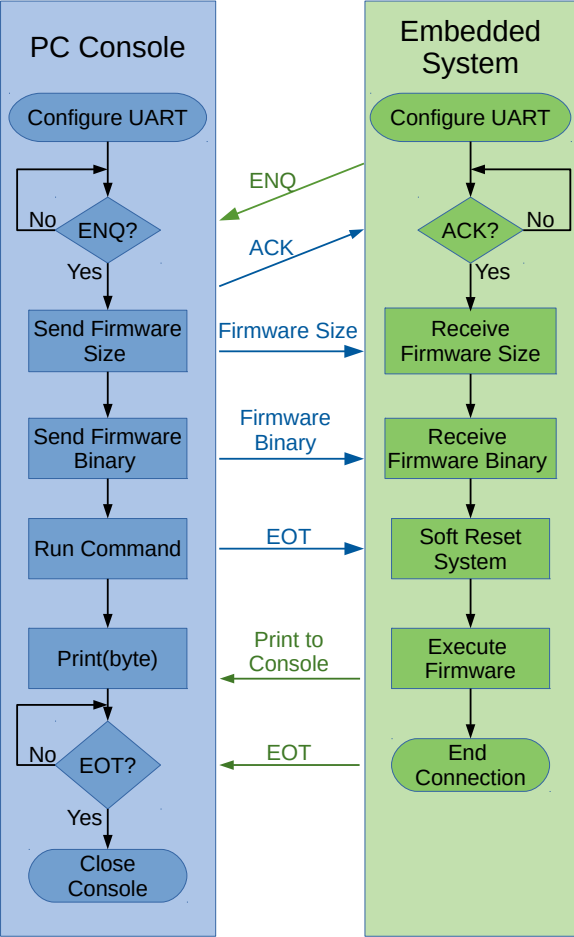 PC Console
Configure UART
No
ENQ?
Yes
Send Firmware
Size
Send Firmware
Binary
Run Command
Print(byte)
No
EOT?
Yes
Close
Console
ENQ
ACK
Firmware Size
Firmware
Binary
EOT
Print to
Console
EOT
Embedded
System
Configure UART
ACK?
No
Yes
Receive
Firmware Size
Receive
Firmware Binary
Soft Reset
System
Execute
Firmware
End
Connection